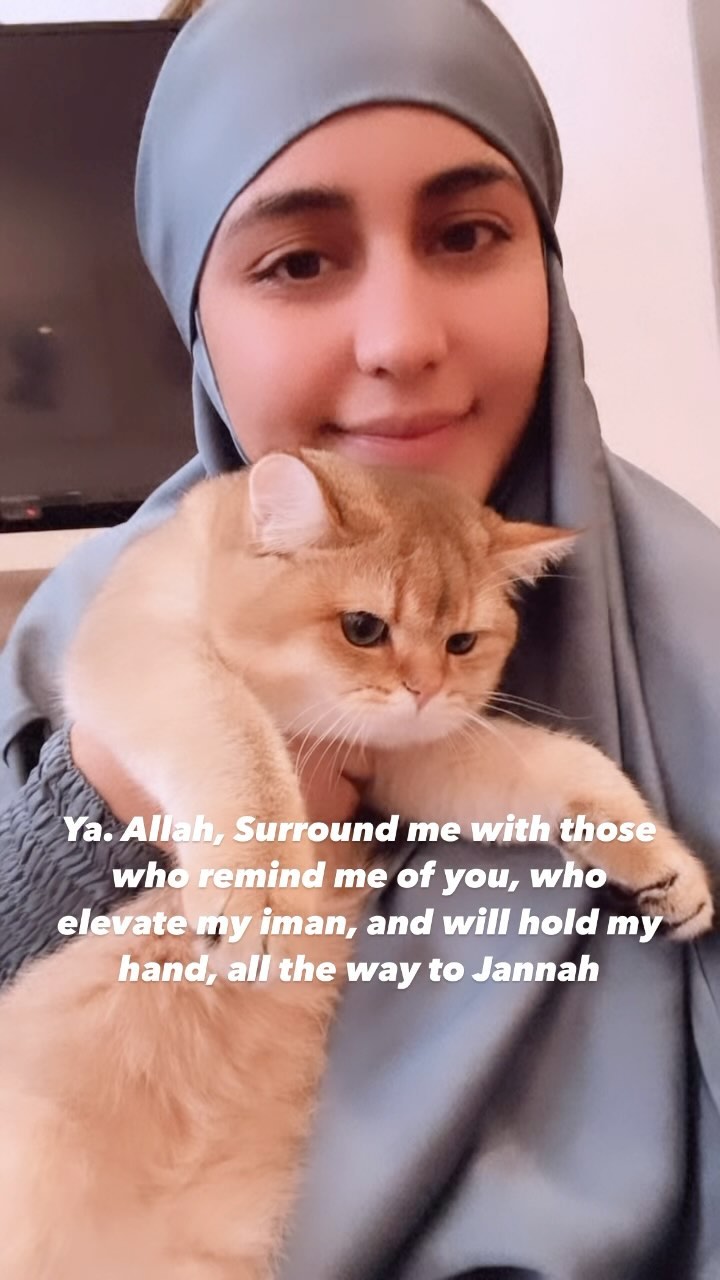 Ya. Allah, Surround me with those
who remind me of you, who
elevate my iman, and will hold my
hand, all the way to Jannah